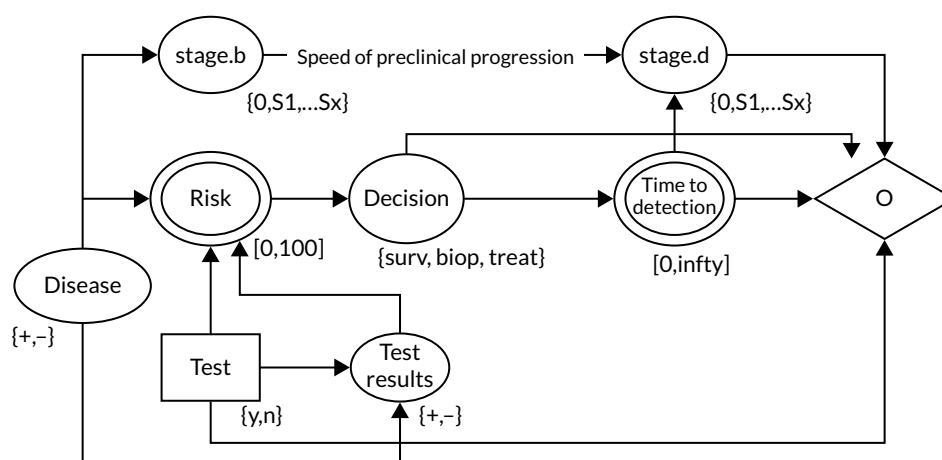 stage.b
Speed of preclinical progression
stage.d
{0,S1,...Sx}
{0,S1,...Sx}
Risk
Decision
Time to
detection
O
[0,100]
{surv, biop, treat}
[0,infty]
Disease
{+,–}
Test
Test
results
{y,n}
{+,–}